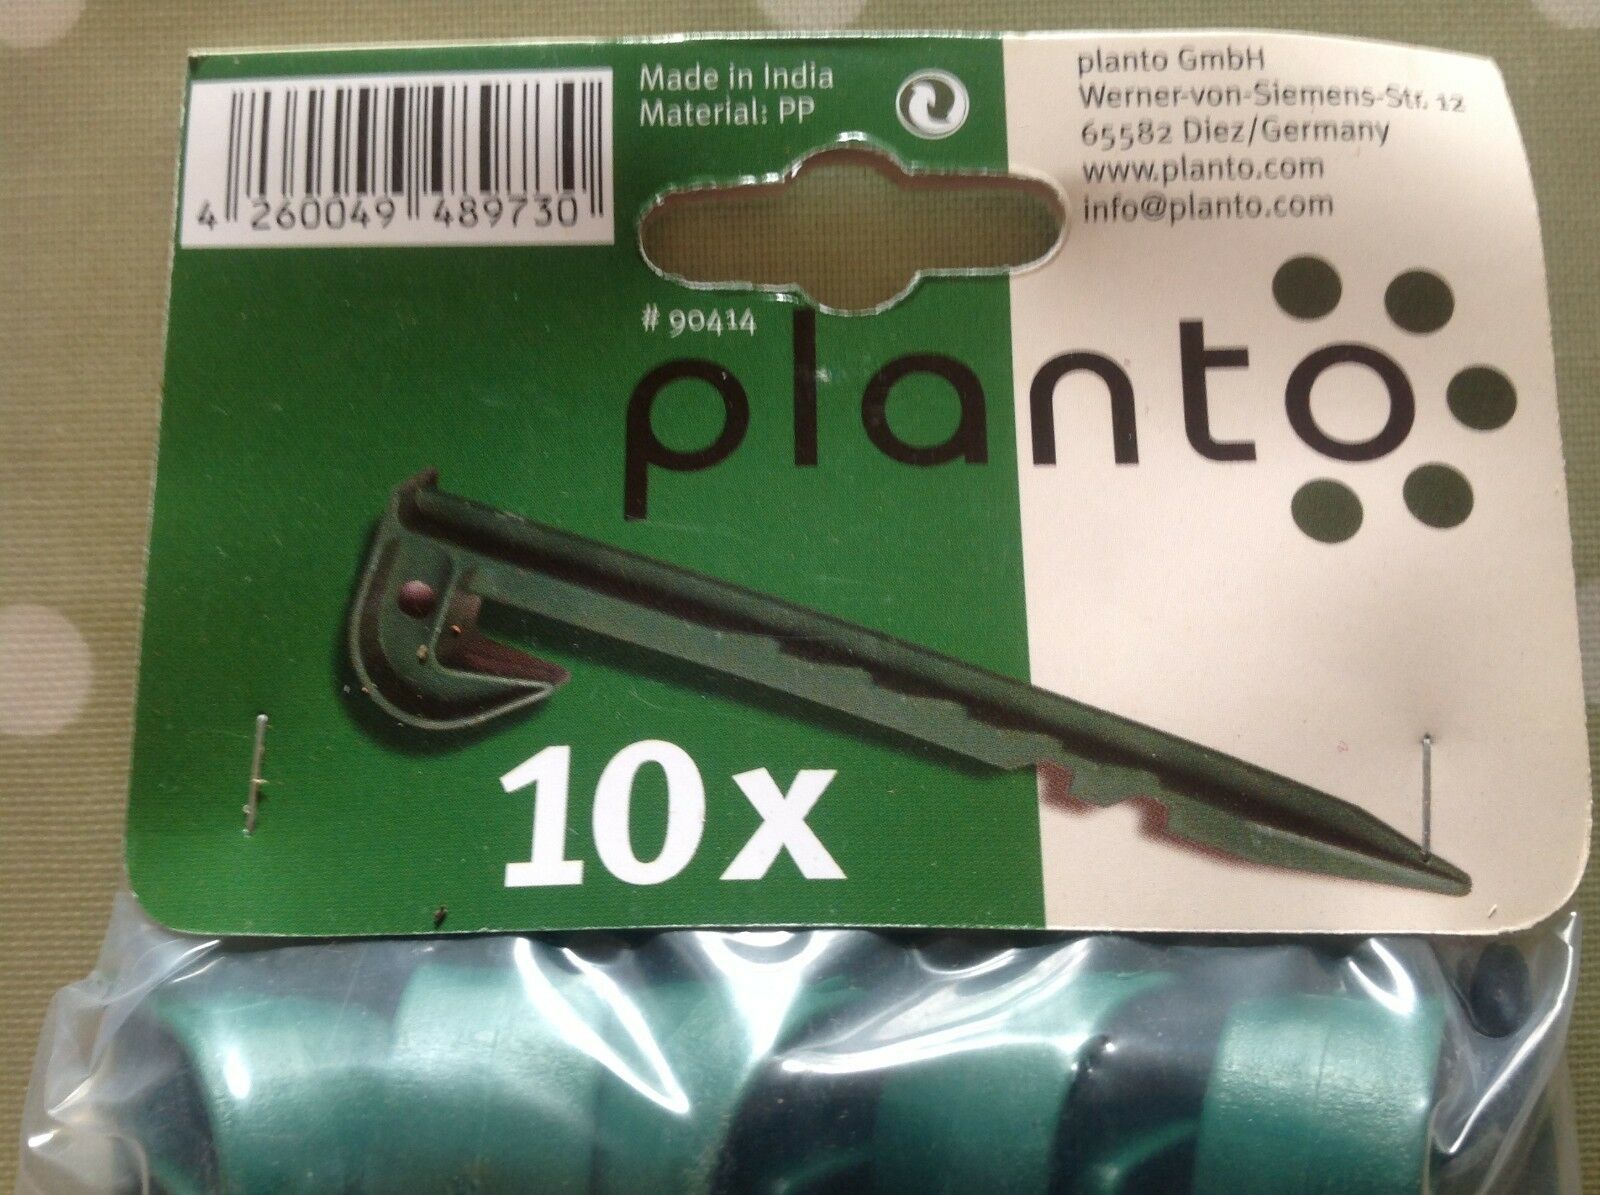 4 260049 489730
Made in India
Material: PP
planto GmbH
Werner-von-Siemens-Str. 12
65582 Diez/Germany
www.planto.com
info@planto.com
# 90414
planto
10x